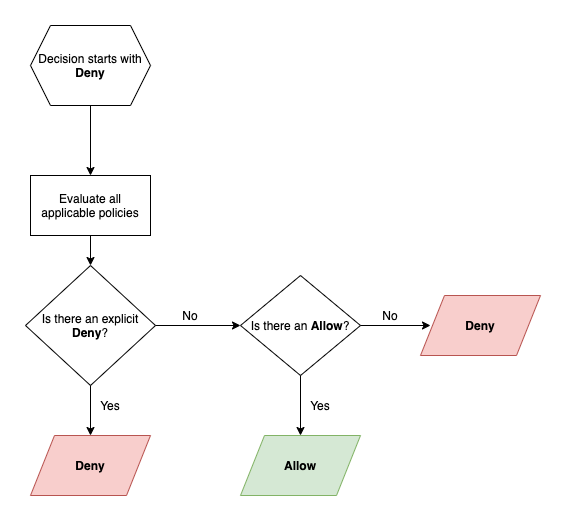 Decision starts with
Deny
Evaluate all
applicable policies
Is there an explicit
Deny?
No
Is there an Allow?
No
Deny
Yes
Yes
Deny
Allow